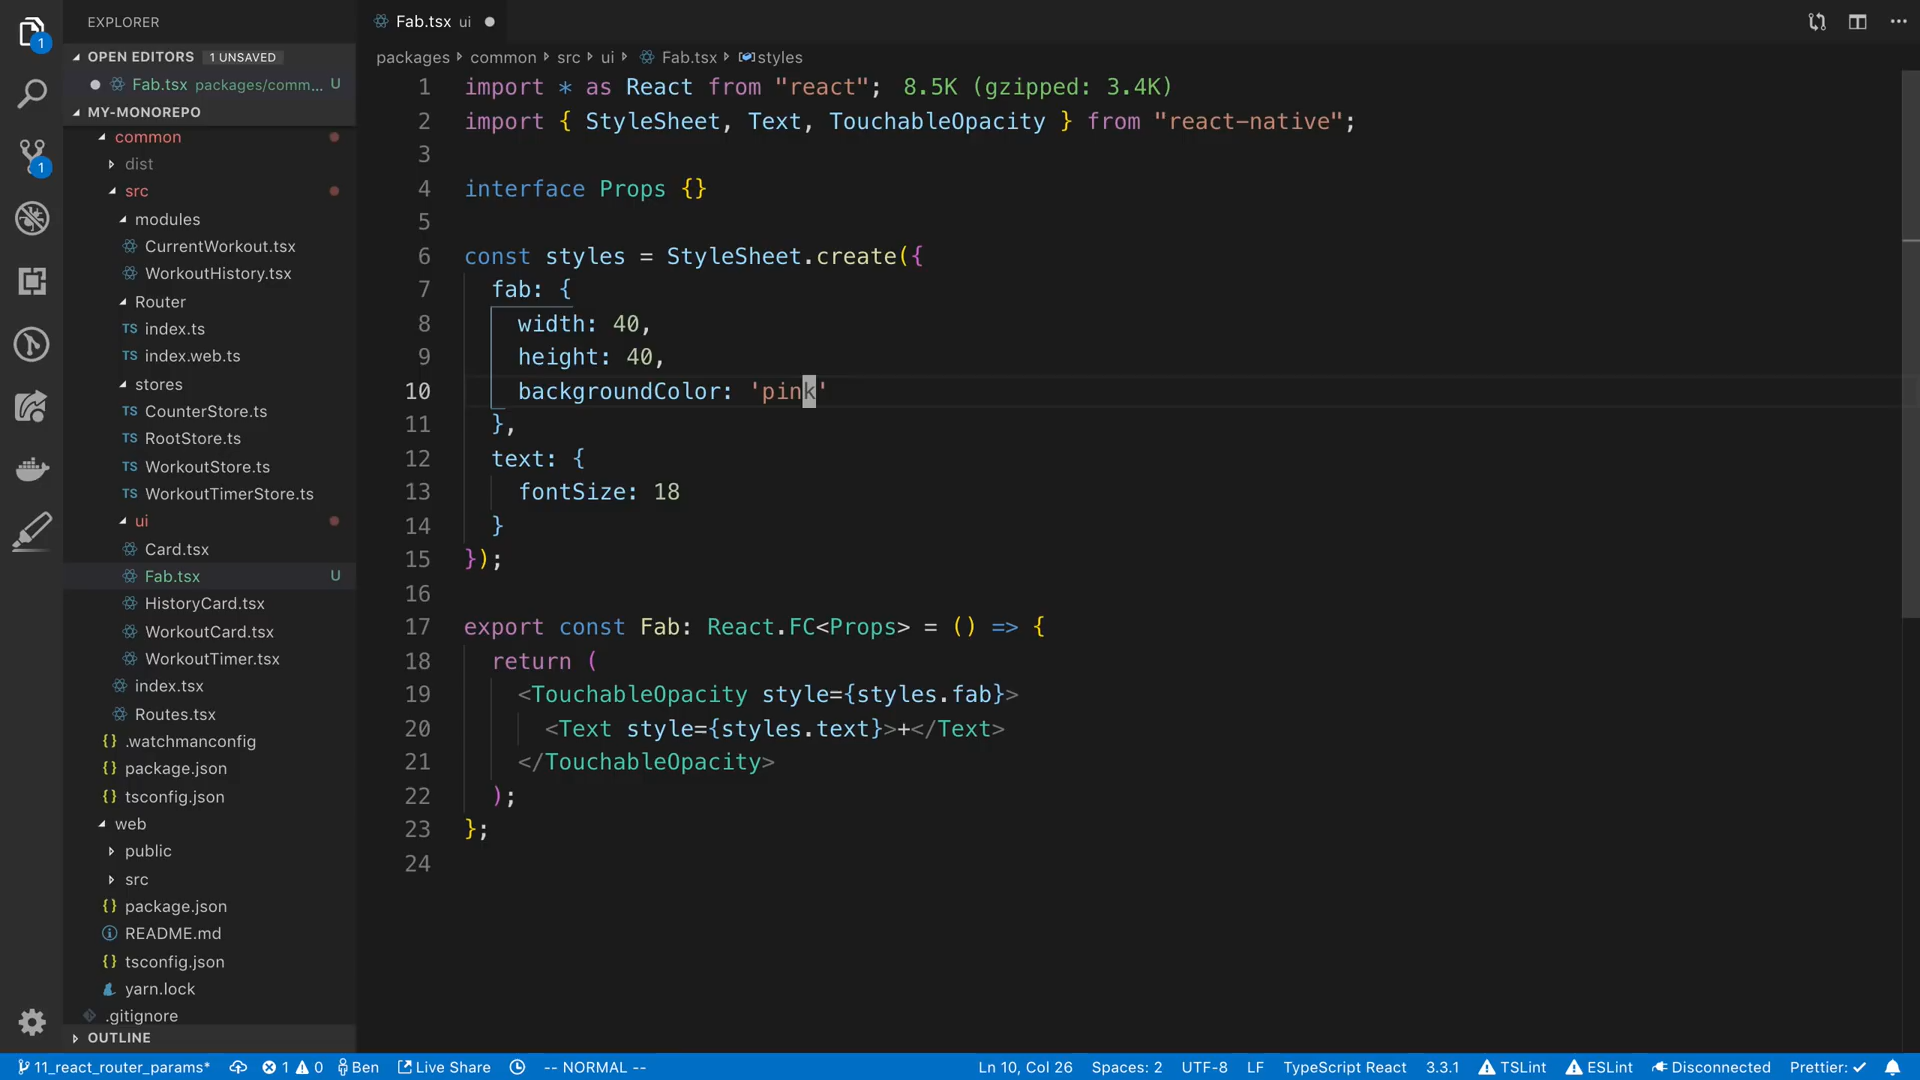 EXPLORER
OPEN EDITORS 1 UNSAVED
Fab.tsx packages/comm... U
MY-MONOREPO
common
dist
src
modules
CurrentWorkout.tsx
WorkoutHistory.tsx
Router
TS index.ts
TS index.web.ts
stores
TS CounterStore.ts
TS RootStore.ts
TS WorkoutStore.ts
TS WorkoutTimerStore.ts
ui
Card.tsx
Fab.tsx U
HistoryCard.tsx
WorkoutCard.tsx
WorkoutTimer.tsx
index.tsx
Routes.tsx
{} .watchmanconfig
{} package.json
{} tsconfig.json
web
public
src
{} package.json
README.md
{} tsconfig.json
yarn.lock
.gitignore
OUTLINE
1
1
Fab.tsx ui
packages common src ui Fab.tsx styles
1 import * as React from "react"; 8.5K (gzipped: 3.4K)
2 import { StyleSheet, Text, TouchableOpacity } from "react-native";
3
4 interface Props {}
5
6 const styles = StyleSheet.create({
7 fab: {
8 width: 40,
9 height: 40,
10 backgroundColor: 'pink'
11 },
12 text: {
13 fontSize: 18
14 }
15 });
16
17 export const Fab: React.FC<Props> = () => {
18 return (
19 <TouchableOpacity style={styles.fab}>
20 <Text style={styles.text}>+</Text>
21 </TouchableOpacity>
22 );
23 };
24
11_react_router_params* 1 0 Ben Live Share -- NORMAL -- Ln 10, Col 26 Spaces: 2 UTF-8 LF TypeScript React 3.3.1 TSLint ESLint Disconnected Prettier: